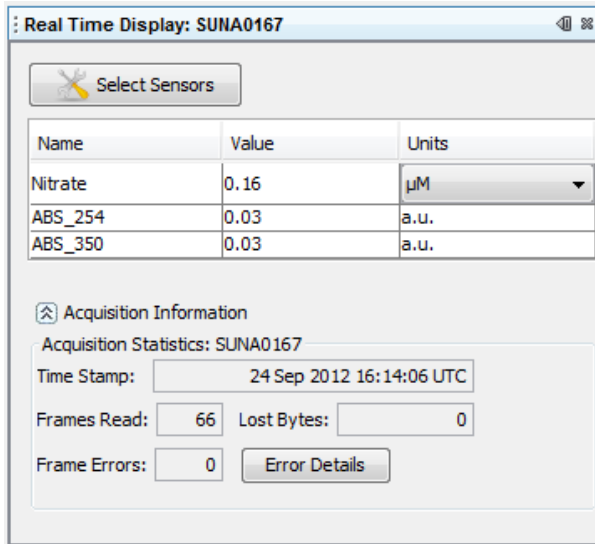 Real Time Display: SUNA0167
Select Sensors
Name Value Units
Nitrate 0.16 µM
ABS_254 0.03 a.u.
ABS_350 0.03 a.u.
Acquisition Information
Acquisition Statistics: SUNA0167
Time Stamp: 24 Sep 2012 16:14:06 UTC
Frames Read: 66 Lost Bytes: 0
Frame Errors: 0 Error Details